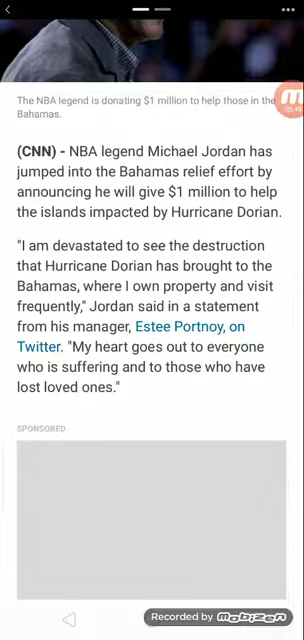 The NBA legend is donating $1 million to help those in the
Bahamas.
(CNN) - NBA legend Michael Jordan has
jumped into the Bahamas relief effort by
announcing he will give $1 million to help
the islands impacted by Hurricane Dorian.
"I am devastated to see the destruction
that Hurricane Dorian has brought to the
Bahamas, where I own property and visit
frequently," Jordan said in a statement
from his manager, Estee Portnoy, on
Twitter. "My heart goes out to everyone
who is suffering and to those who have
lost loved ones."
SPONSORED
Recorded by mobizen